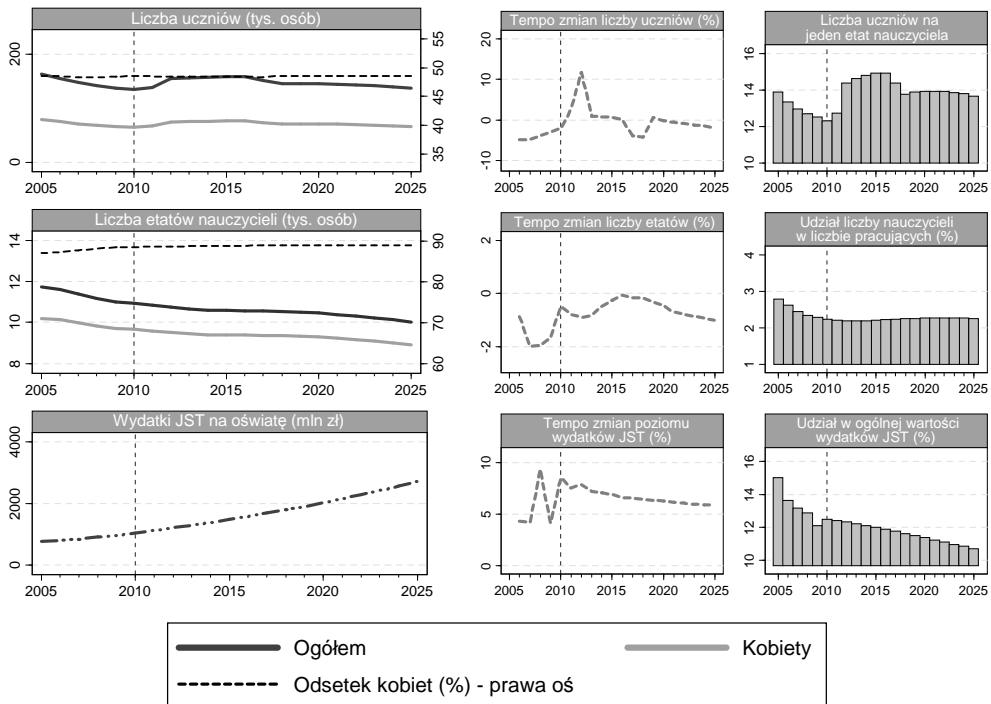 Liczba uczniów (tys. osób)
200
0
55
50
45
40
35
2005 2010 2015 2020 2025
Tempo zmian liczby uczniów (%)
20
10
0
-10
2005 2010 2015 2020 2025
Liczba uczniów na
jeden etat nauczyciela
16
14
12
10
2005 2010 2015 2020 2025
Liczba etatów nauczycieli (tys. osób)
14
12
10
8
90
80
70
60
2005 2010 2015 2020 2025
Tempo zmian liczby etatów (%)
2
0
-2
2005 2010 2015 2020 2025
Udział liczby nauczycieli
w liczbie pracujących (%)
4
3
2
1
2005 2010 2015 2020 2025
Wydatki JST na oświatę (mln zł)
4000
2000
0
2005 2010 2015 2020 2025
Tempo zmian poziomu
wydatków JST (%)
10
5
0
2005 2010 2015 2020 2025
Udział w ogólnej wartości
wydatków JST (%)
16
14
12
10
2005 2010 2015 2020 2025
Ogółem
Kobiety
Odsetek kobiet (%) - prawa oś